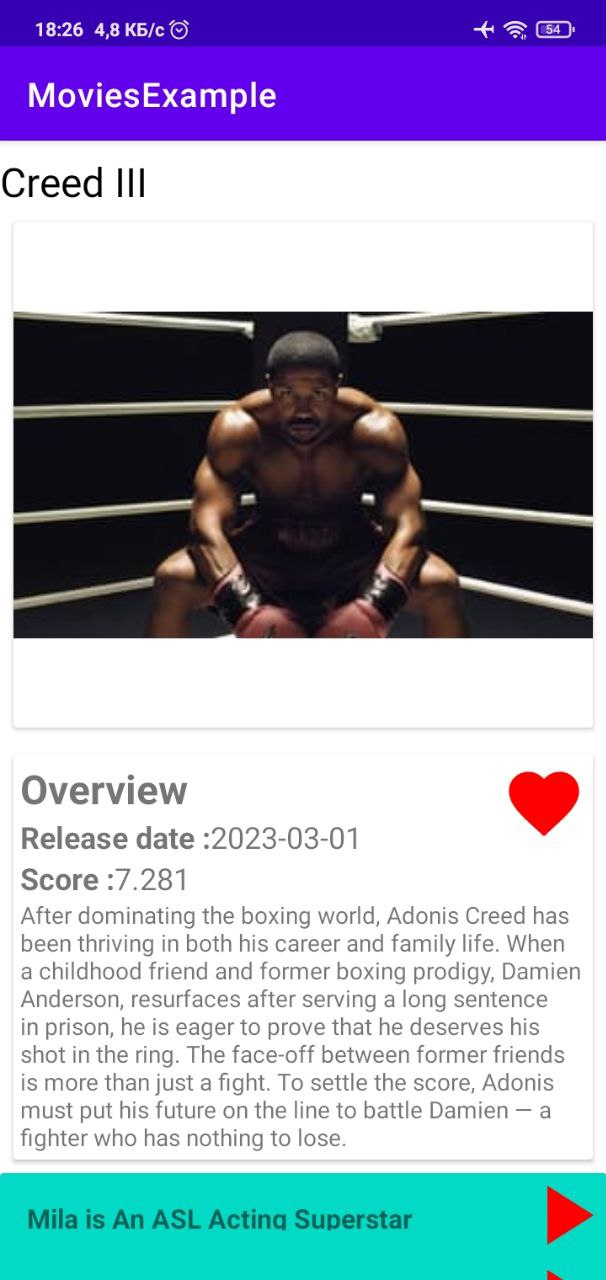 18:26 4,8 КБ/с 54
MoviesExample
Creed III
Overview
Release date :2023-03-01
Score :7.281
After dominating the boxing world, Adonis Creed has
been thriving in both his career and family life. When
a childhood friend and former boxing prodigy, Damien
Anderson, resurfaces after serving a long sentence
in prison, he is eager to prove that he deserves his
shot in the ring. The face-off between former friends
is more than just a fight. To settle the score, Adonis
must put his future on the line to battle Damien — a
fighter who has nothing to lose.
Mila is An ASL Acting Superstar